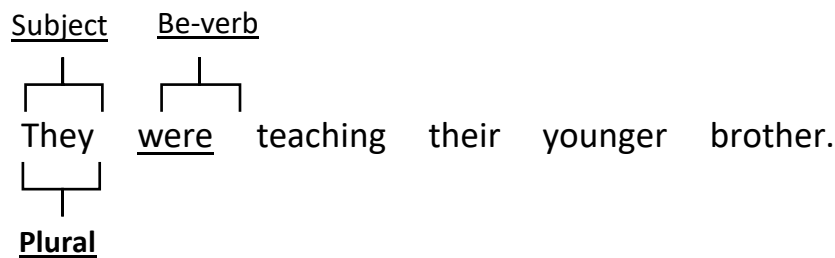 Subject Be-verb
They were teaching their younger brother.
Plural